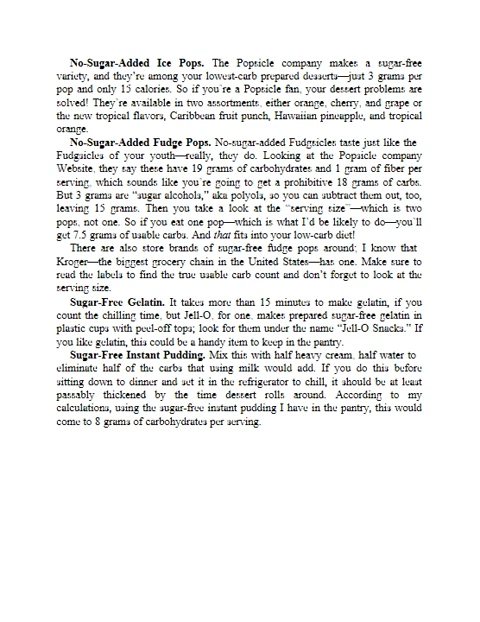 No-Sugar-Added Ice Pops. The Popsicle company makes a sugar-free
variety, and they're among your lowest-carb prepared desserts—just 3 grams per
pop and only 15 calories. So if you're a Popsicle fan, your dessert problems are
solved! They're available in two assortments, either orange, cherry, and grape or
the new tropical flavors, Caribbean fruit punch, Hawaiian pineapple, and tropical
orange.
No-Sugar-Added Fudge Pops. No-sugar-added Fudgsicles taste just like the
Fudgsicles of your youth—really, they do. Looking at the Popsicle company
Website, they say these have 19 grams of carbohydrates and 1 gram of fiber per
serving, which sounds like you're going to get a prohibitive 18 grams of carbs.
But 3 grams are “sugar alcohols,” aka polyols, so you can subtract them out, too,
leaving 15 grams. Then you take a look at the “serving size”—which is two
pops, not one. So if you eat one pop—which is what I'd be likely to do—you'll
get 7.5 grams of usable carbs. And that fits into your low-carb diet!
There are also store brands of sugar-free fudge pops around; I know that
Kroger—the biggest grocery chain in the United States—has one. Make sure to
read the labels to find the true usable carb count and don't forget to look at the
serving size.
Sugar-Free Gelatin. It takes more than 15 minutes to make gelatin, if you
count the chilling time, but Jell-O, for one, makes prepared sugar-free gelatin in
plastic cups with peel-off tops; look for them under the name “Jell-O Snacks.” If
you like gelatin, this could be a handy item to keep in the pantry.
Sugar-Free Instant Pudding. Mix this with half heavy cream, half water to
eliminate half of the carbs that using milk would add. If you do this before
sitting down to dinner and set it in the refrigerator to chill, it should be at least
passably thickened by the time dessert rolls around. According to my
calculations, using the sugar-free instant pudding I have in the pantry, this would
come to 8 grams of carbohydrates per serving.